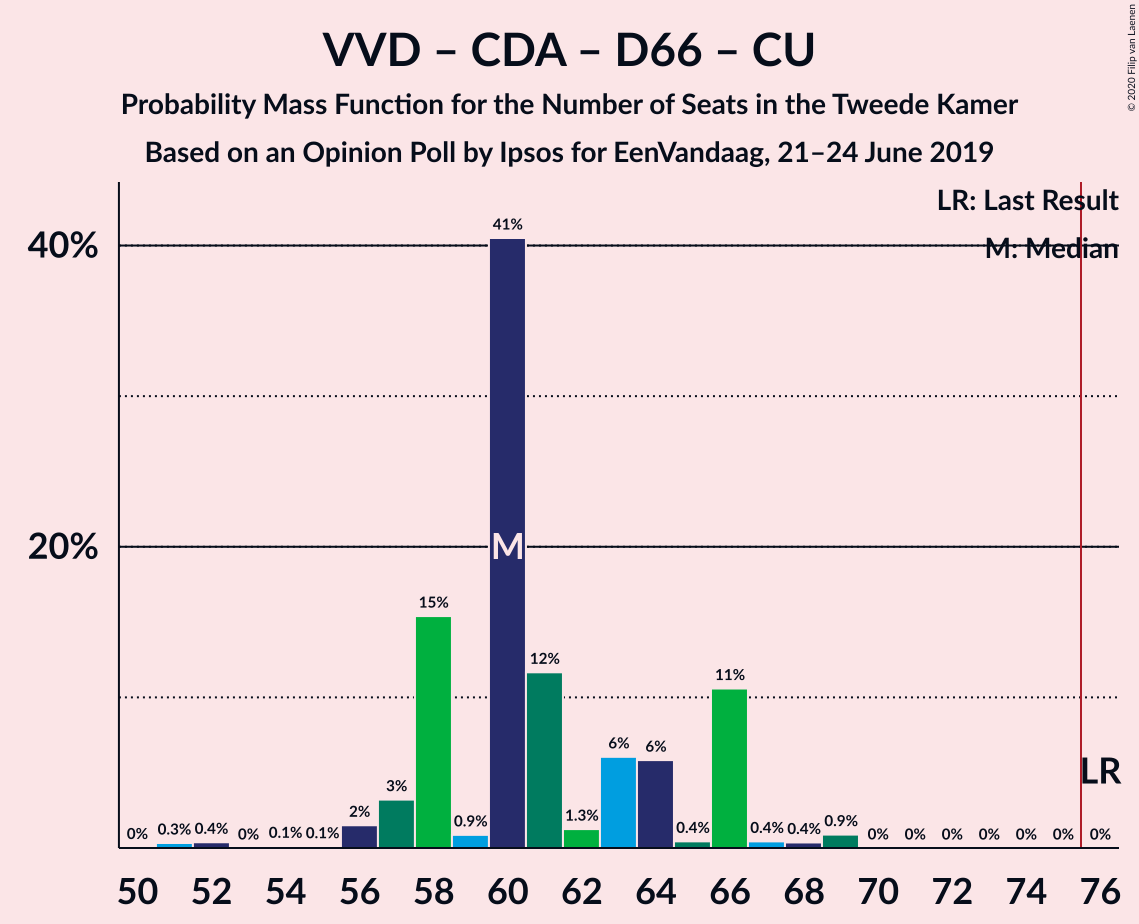 VVD – CDA – D66 – CU
Probability Mass Function for the Number of Seats in the Tweede Kamer
Based on an Opinion Poll by Ipsos for EenVandaag, 21–24 June 2019
© 2020 Filip van Laenen
LR: Last Result
M: Median
40%
20%
0% 0.3% 0.4% 0% 0.1% 0.1% 2% 3% 15% 0.9% 41% 12% 1.3% 6% 6% 0.4% 11% 0.4% 0.4% 0.9% 0% 0% 0% 0% 0% 0% 0%
M
LR
50 52 54 56 58 60 62 64 66 68 70 72 74 76